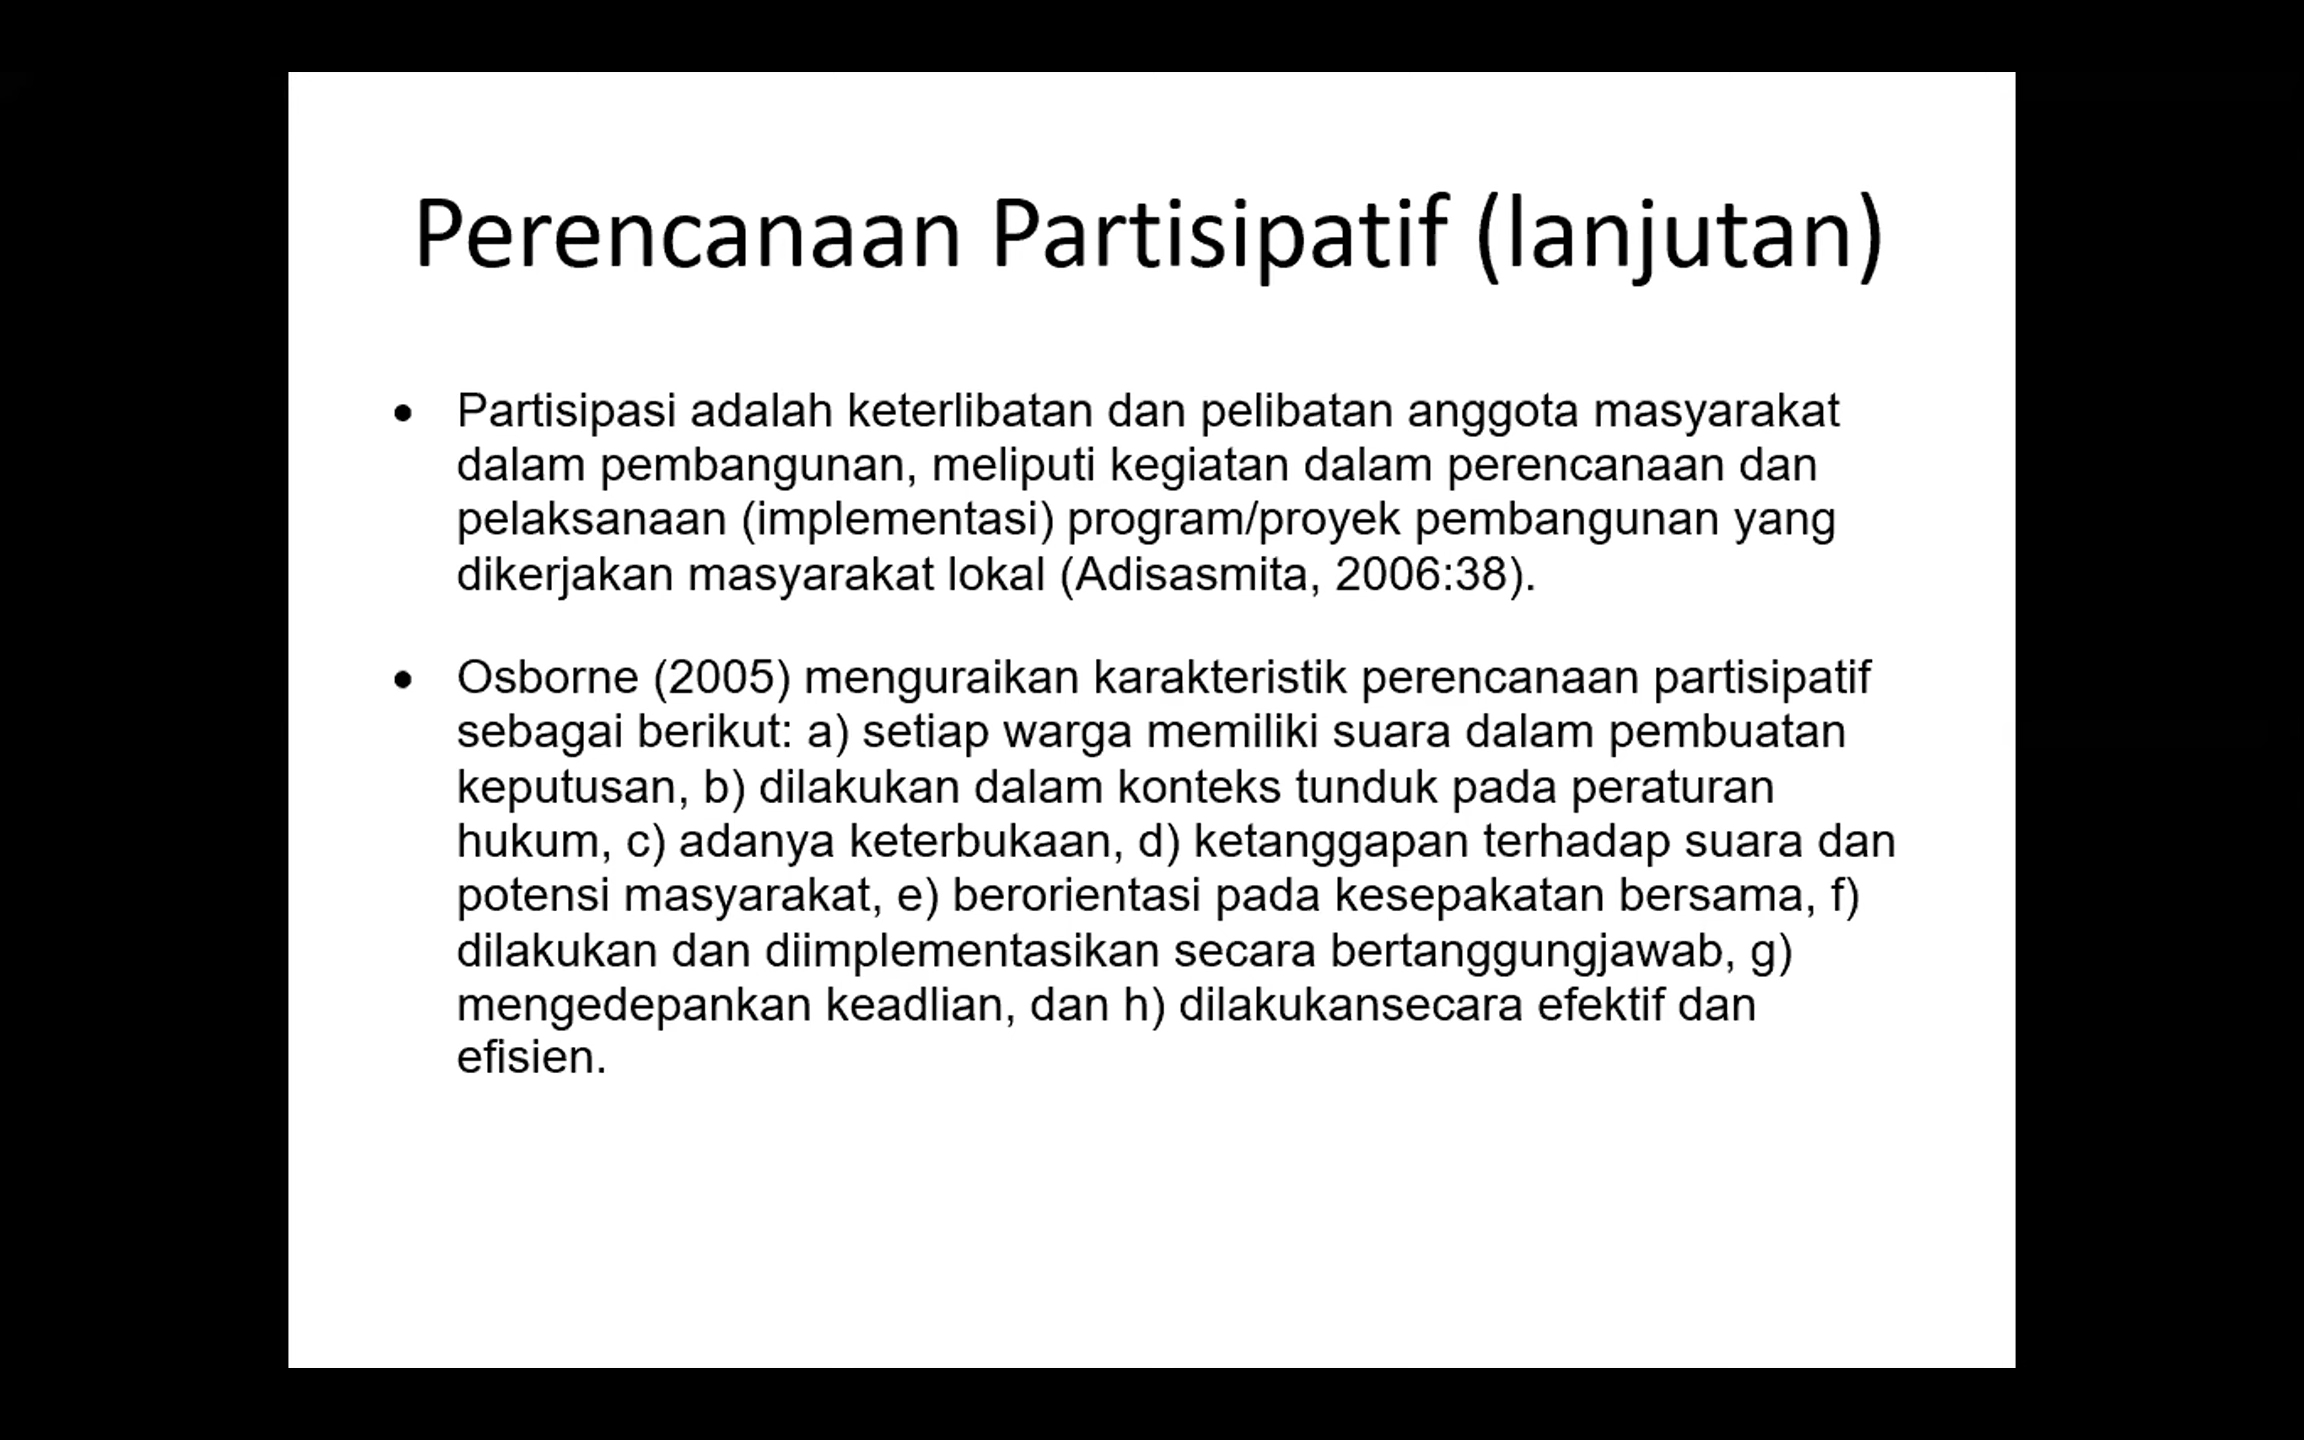 Perencanaan Partisipatif (lanjutan)
• Partisipasi adalah keterlibatan dan pelibatan anggota masyarakat
dalam pembangunan, meliputi kegiatan dalam perencanaan dan
pelaksanaan (implementasi) program/proyek pembangunan yang
dikerjakan masyarakat lokal (Adisasmita, 2006:38).
• Osborne (2005) menguraikan karakteristik perencanaan partisipatif
sebagai berikut: a) setiap warga memiliki suara dalam pembuatan
keputusan, b) dilakukan dalam konteks tunduk pada peraturan
hukum, c) adanya keterbukaan, d) ketanggapan terhadap suara dan
potensi masyarakat, e) berorientasi pada kesepakatan bersama, f)
dilakukan dan diimplementasikan secara bertanggungjawab, g)
mengedepankan keadlian, dan h) dilakukansecara efektif dan
efisien.